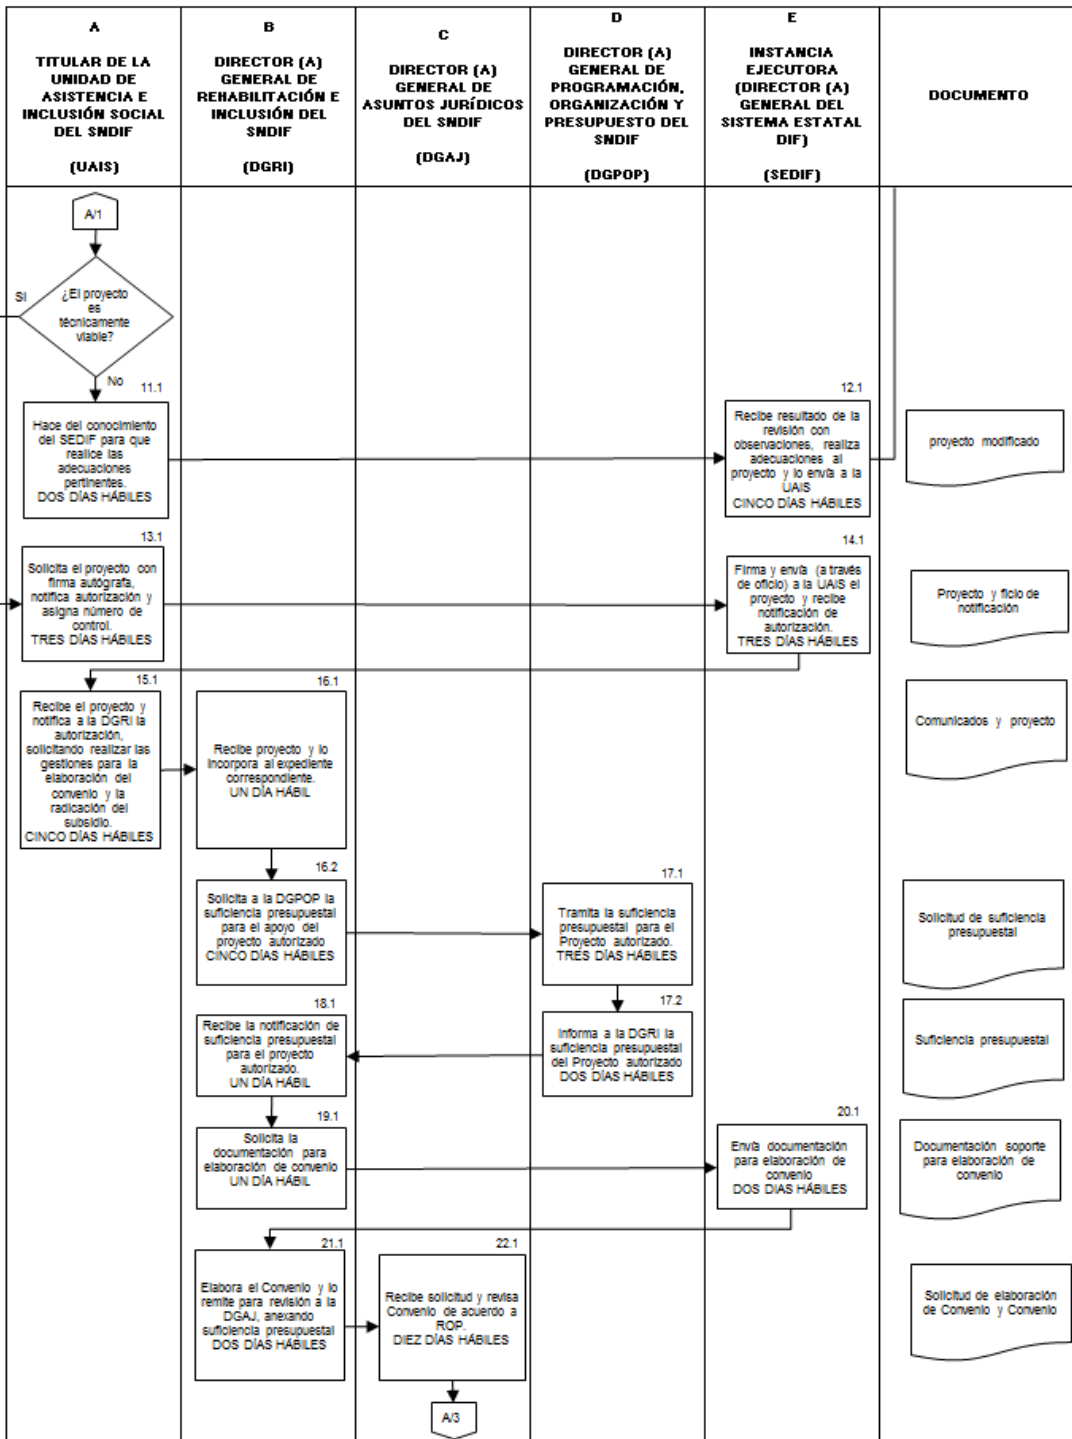 A
TITULAR DE LA
UNIDAD DE
ASISTENCIA E
INCLUSIÓN SOCIAL
DEL SNDIF
(UAIS)
B
DIRECTOR (A)
GENERAL DE
REHABILITACIÓN E
INCLUSIÓN DEL
SNDIF
(DGRI)
C
DIRECTOR (A)
GENERAL DE
ASUNTOS JURÍDICOS
DEL SNDIF
(DGAJ)
D
DIRECTOR (A)
GENERAL DE
PROGRAMACIÓN,
ORGANIZACIÓN Y
PRESUPUESTO DEL
SNDIF
(DGPOP)
E
INSTANCIA
EJECUTORA
(DIRECTOR (A)
GENERAL DEL
SISTEMA ESTATAL
DIF)
(SEDIF)
DOCUMENTO
A/1
SI
¿El proyecto
es
técnicamente
viable?
No
11.1
Hace del conocimiento
del SEDIF para que
realice las
adecuaciones
pertinentes.
DOS DÍAS HÁBILES
12.1
Recibe resultado de la
revisión con
observaciones, realiza
adecuaciones al
proyecto y lo envía a la
UAIS
CINCO DÍAS HÁBILES
proyecto modificado
13.1
Solicita el proyecto con
firma autógrafa,
notifica autorización y
asigna número de
control.
TRES DÍAS HÁBILES
14.1
Firma y envía (a través
de oficio) a la UAIS el
proyecto y recibe
notificación de
autorización.
TRES DÍAS HÁBILES
Proyecto y ficio de
notificación
15.1
Recibe el proyecto y
notifica a la DGRI la
autorización,
solicitando realizar las
gestiones para la
elaboración del
convenio y la
radicación del
subsidio.
CINCO DÍAS HÁBILES
16.1
Recibe proyecto y lo
incorpora al expediente
correspondiente.
UN DÍA HÁBIL
Comunicados y proyecto
16.2
Solicita a la DGPOP la
suficiencia presupuestal
para el apoyo del
proyecto autorizado
CINCO DÍAS HÁBILES
17.1
Tramita la suficiencia
presupuestal para el
Proyecto autorizado.
TRES DÍAS HÁBILES
Solicitud de suficiencia
presupuestal
18.1
Recibe la notificación de
suficiencia presupuestal
para el proyecto
autorizado.
UN DÍA HÁBIL
17.2
Informa a la DGRI la
suficiencia presupuestal
del Proyecto autorizado
DOS DÍAS HÁBILES
Suficiencia presupuestal
19.1
Solicita la
documentación para
elaboración de convenio
UN DÍA HÁBIL
20.1
Envía documentación
para elaboración de
convenio
DOS DIAS HÁBILES
Documentación soporte
para elaboración de
convenio
21.1
Elabora el Convenio y lo
remite para revisión a la
DGAJ, anexando
suficiencia presupuestal
DOS DÍAS HÁBILES
22.1
Recibe solicitud y revisa
Convenio de acuerdo a
ROP.
DIEZ DÍAS HÁBILES
Solicitud de elaboración
de Convenio y Convenio
A/3